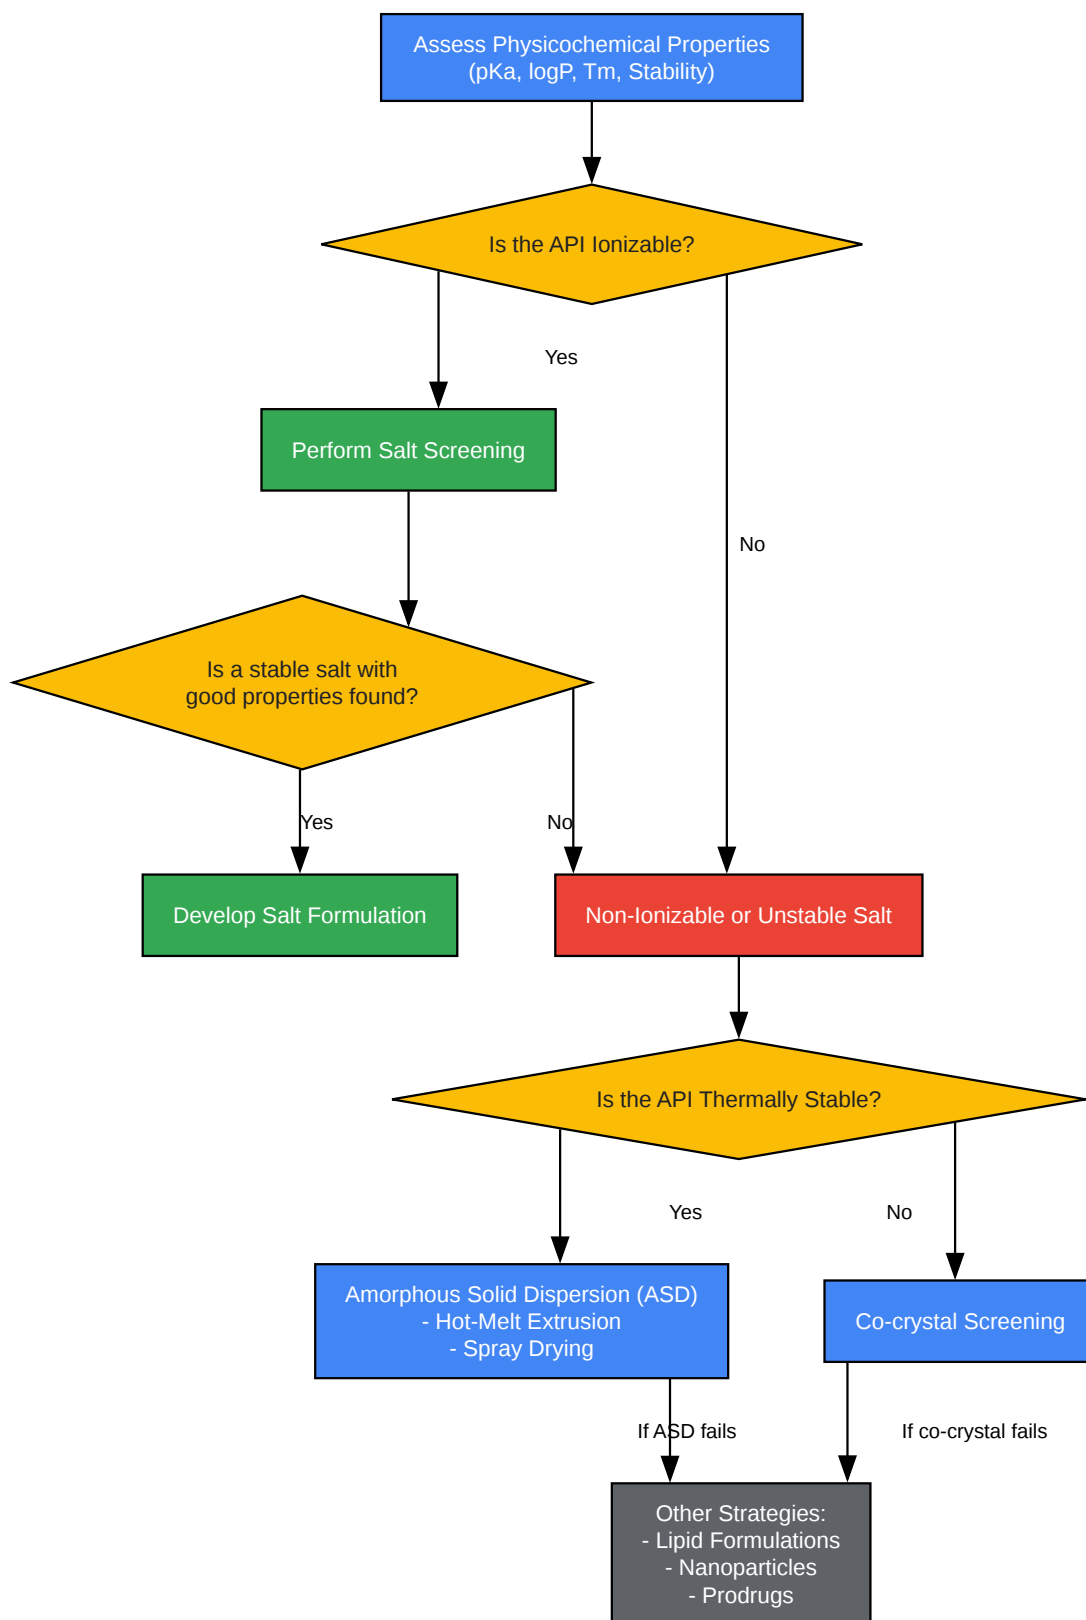 Assess Physicochemical Properties
(pKa, logP, Tm, Stability)
Is the API Ionizable?
Yes
Perform Salt Screening
No
Is a stable salt with
good properties found?
Yes
No
Develop Salt Formulation
Non-Ionizable or Unstable Salt
Is the API Thermally Stable?
Yes
No
Amorphous Solid Dispersion (ASD)
- Hot-Melt Extrusion
- Spray Drying
Co-crystal Screening
If ASD fails
If co-crystal fails
Other Strategies:
- Lipid Formulations
- Nanoparticles
- Prodrugs